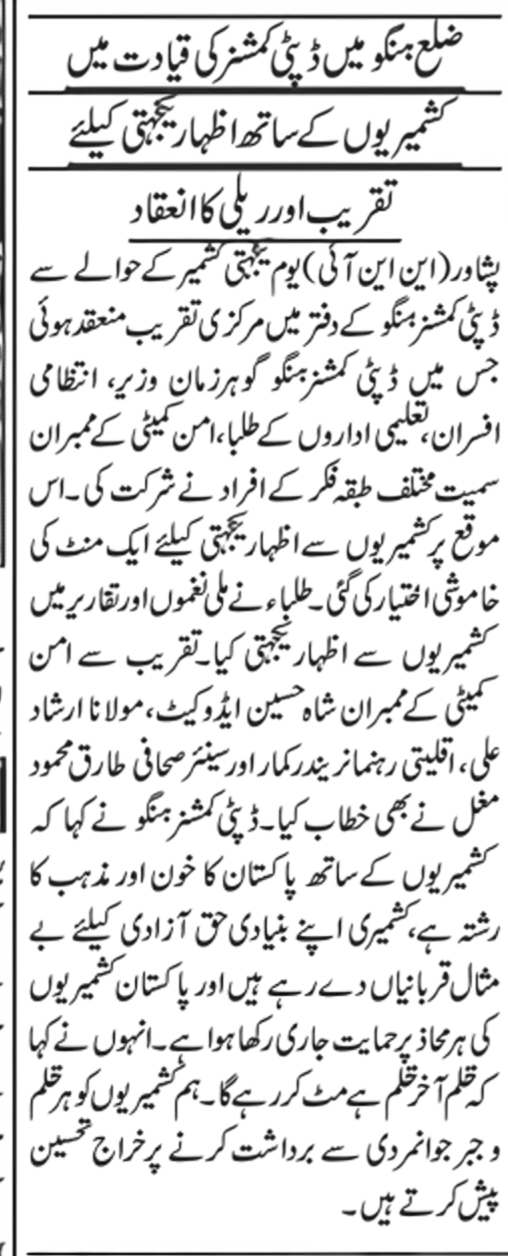 ضلع ہنگو میں ڈپٹی کمشنر کی قیادت میں
کشمیریوں کے ساتھ اظہار یکجہتی کیلئے
تقریب اور ریلی کا انعقاد
پشاور(این این آئی)یوم یکجہتی کشمیر کے حوالے سے
ڈپٹی کمشنر ہنگو کے دفتر میں مرکزی تقریب منعقد ہوئی
جس میں ڈپٹی کمشنر ہنگو گوہر زمان وزیر، انتظامی
افسران،تعلیمی اداروں کے طلبا،امن کمیٹی کے ممبران
سمیت مختلف طبقہ فکر کے افراد نے شرکت کی۔اس
موقع پر کشمیریوں سے اظہار یکجہتی کیلئے ایک منٹ کی
خاموشی اختیار کی گئی۔طلباء نے ملی نغموں اور تقاریر میں
کشمیریوں سے اظہار یکجہتی کیا۔تقریب سے امن
کمیٹی کے ممبران شاہ حسین ایڈوکیٹ،مولانا ارشاد
علی،اقلیتی رہنما نریندر کمار اور سینئر صحافی طارق محمود
مغل نے بھی خطاب کیا۔ڈپٹی کمشنر ہنگو نے کہا کہ
کشمیریوں کے ساتھ پاکستان کا خون اور مذہب کا
رشتہ ہے،کشمیری اپنے بنیادی حق آزادی کیلئے بے
مثال قربانیاں دے رہے ہیں اور پاکستان کشمیریوں
کی ہر محاذ پر حمایت جاری رکھا ہوا ہے۔انہوں نے کہا
کہ ظلم آخر ظلم ہے مٹ کر رہے گا۔ہم کشمیریوں کو ہر ظلم
و جبر جوانمردی سے برداشت کرنے پر خراج تحسین
پیش کرتے ہیں۔